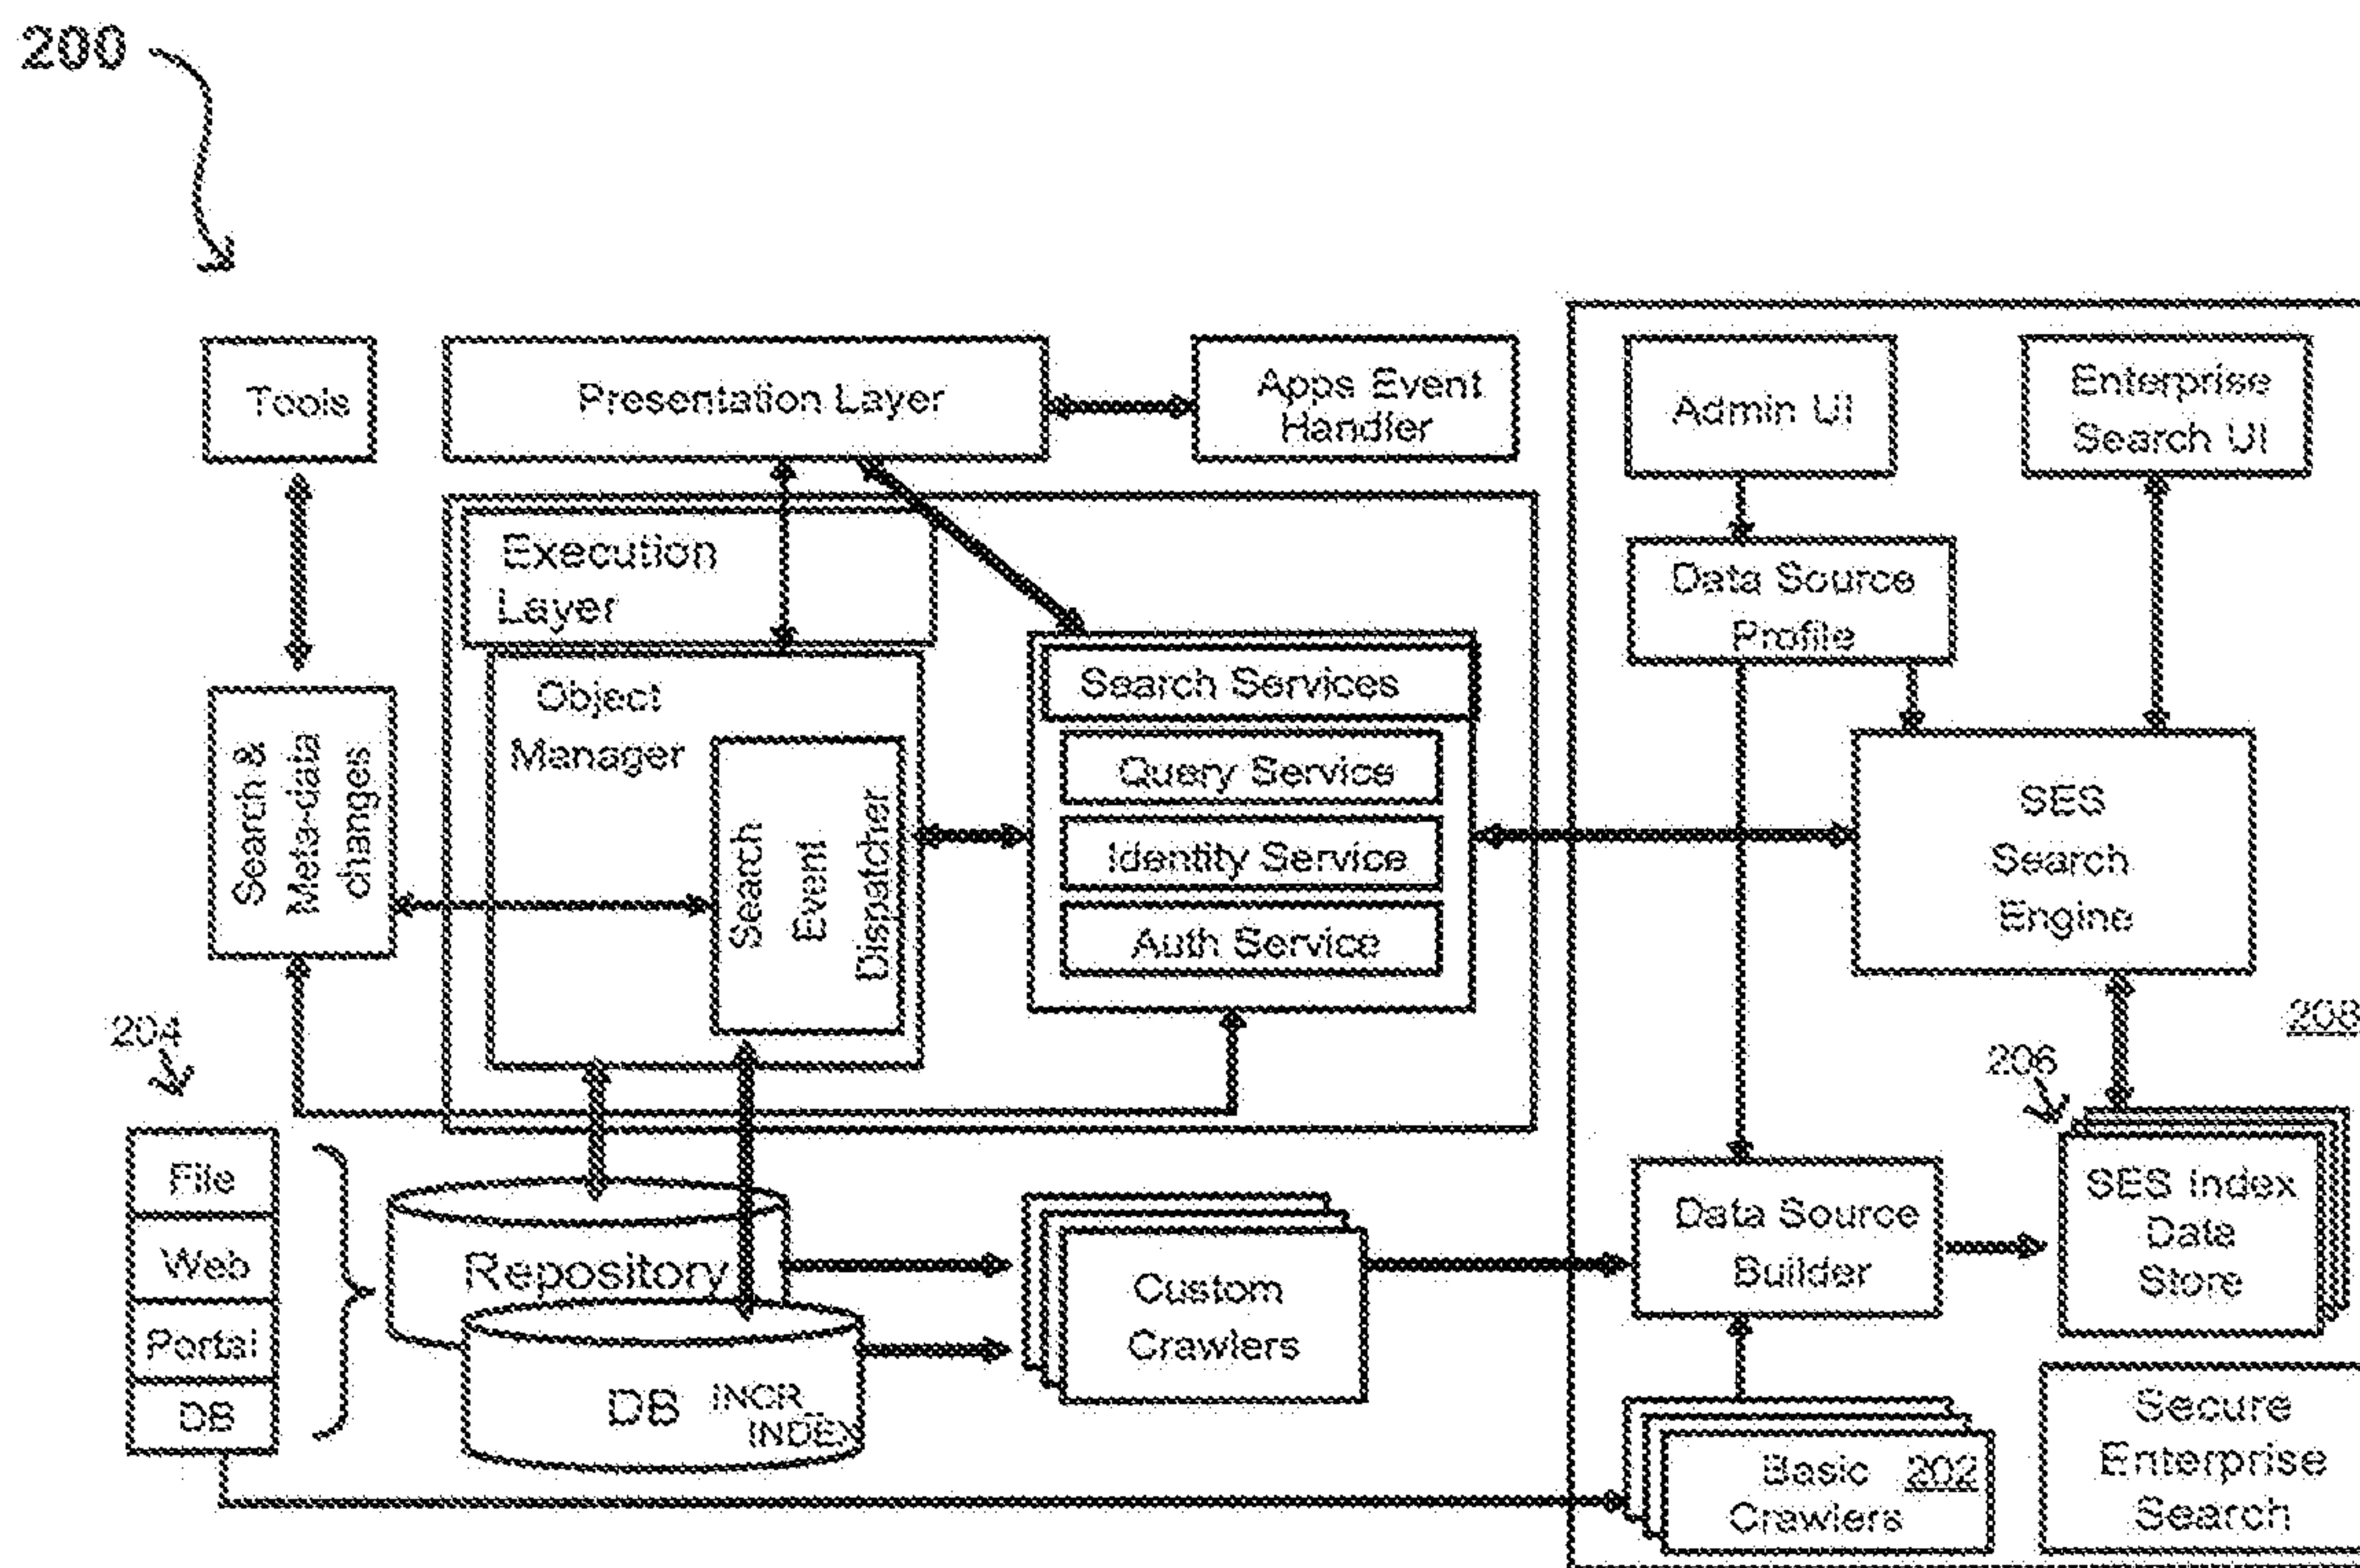 200
Tools
Presentation Layer
Apps Event
Handler
Admin UI
Enterprise
Search UI
Execution
Layer
Data Source
Profile
Object
Manager
Search Services
Search &
Meta-data
changes
Search
Event
Dispatcher
Query Service
Identity Service
Auth Service
SES
Search
Engine
204
208
206
File
Web
Portal
DB
Repository
DB INCR_
INDEX
Custom
Crawlers
Data Source
Builder
SES Index
Data
Store
Basic 202
Crawlers
Secure
Enterprise
Search